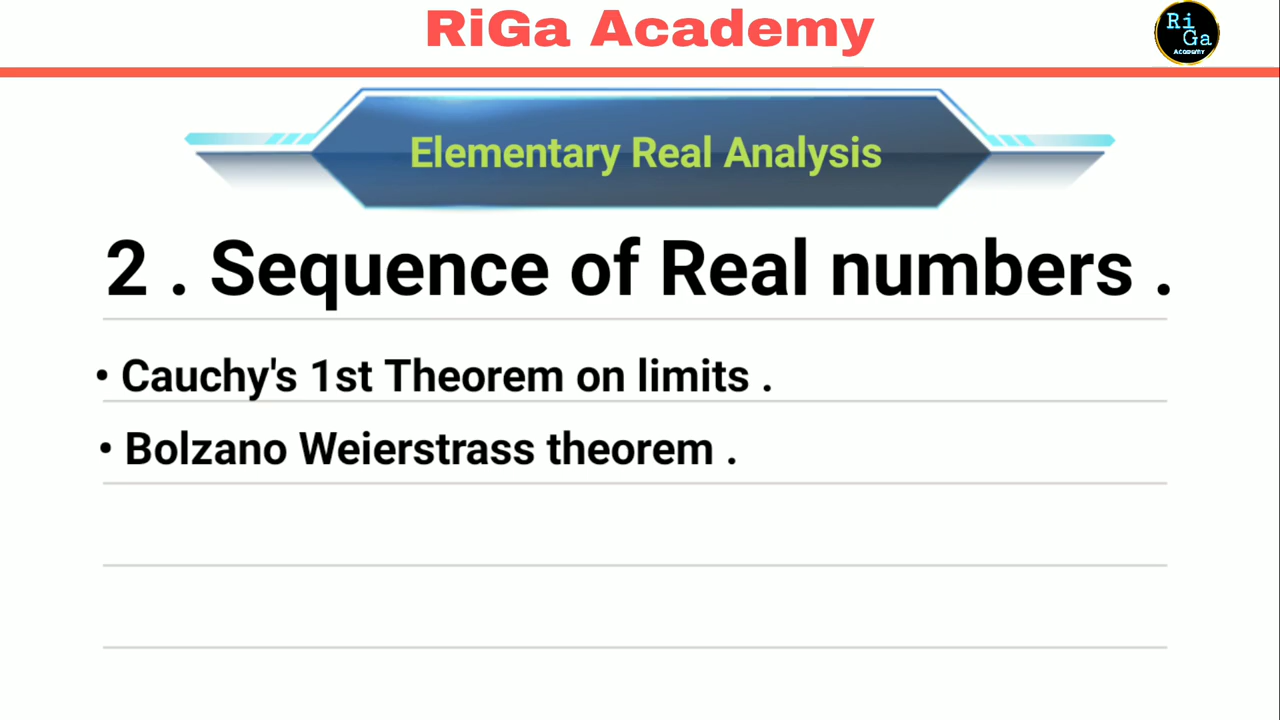 RiGa Academy
Ri
Ga
ACADEMY
Elementary Real Analysis
2 . Sequence of Real numbers .
• Cauchy's 1st Theorem on limits .
• Bolzano Weierstrass theorem .